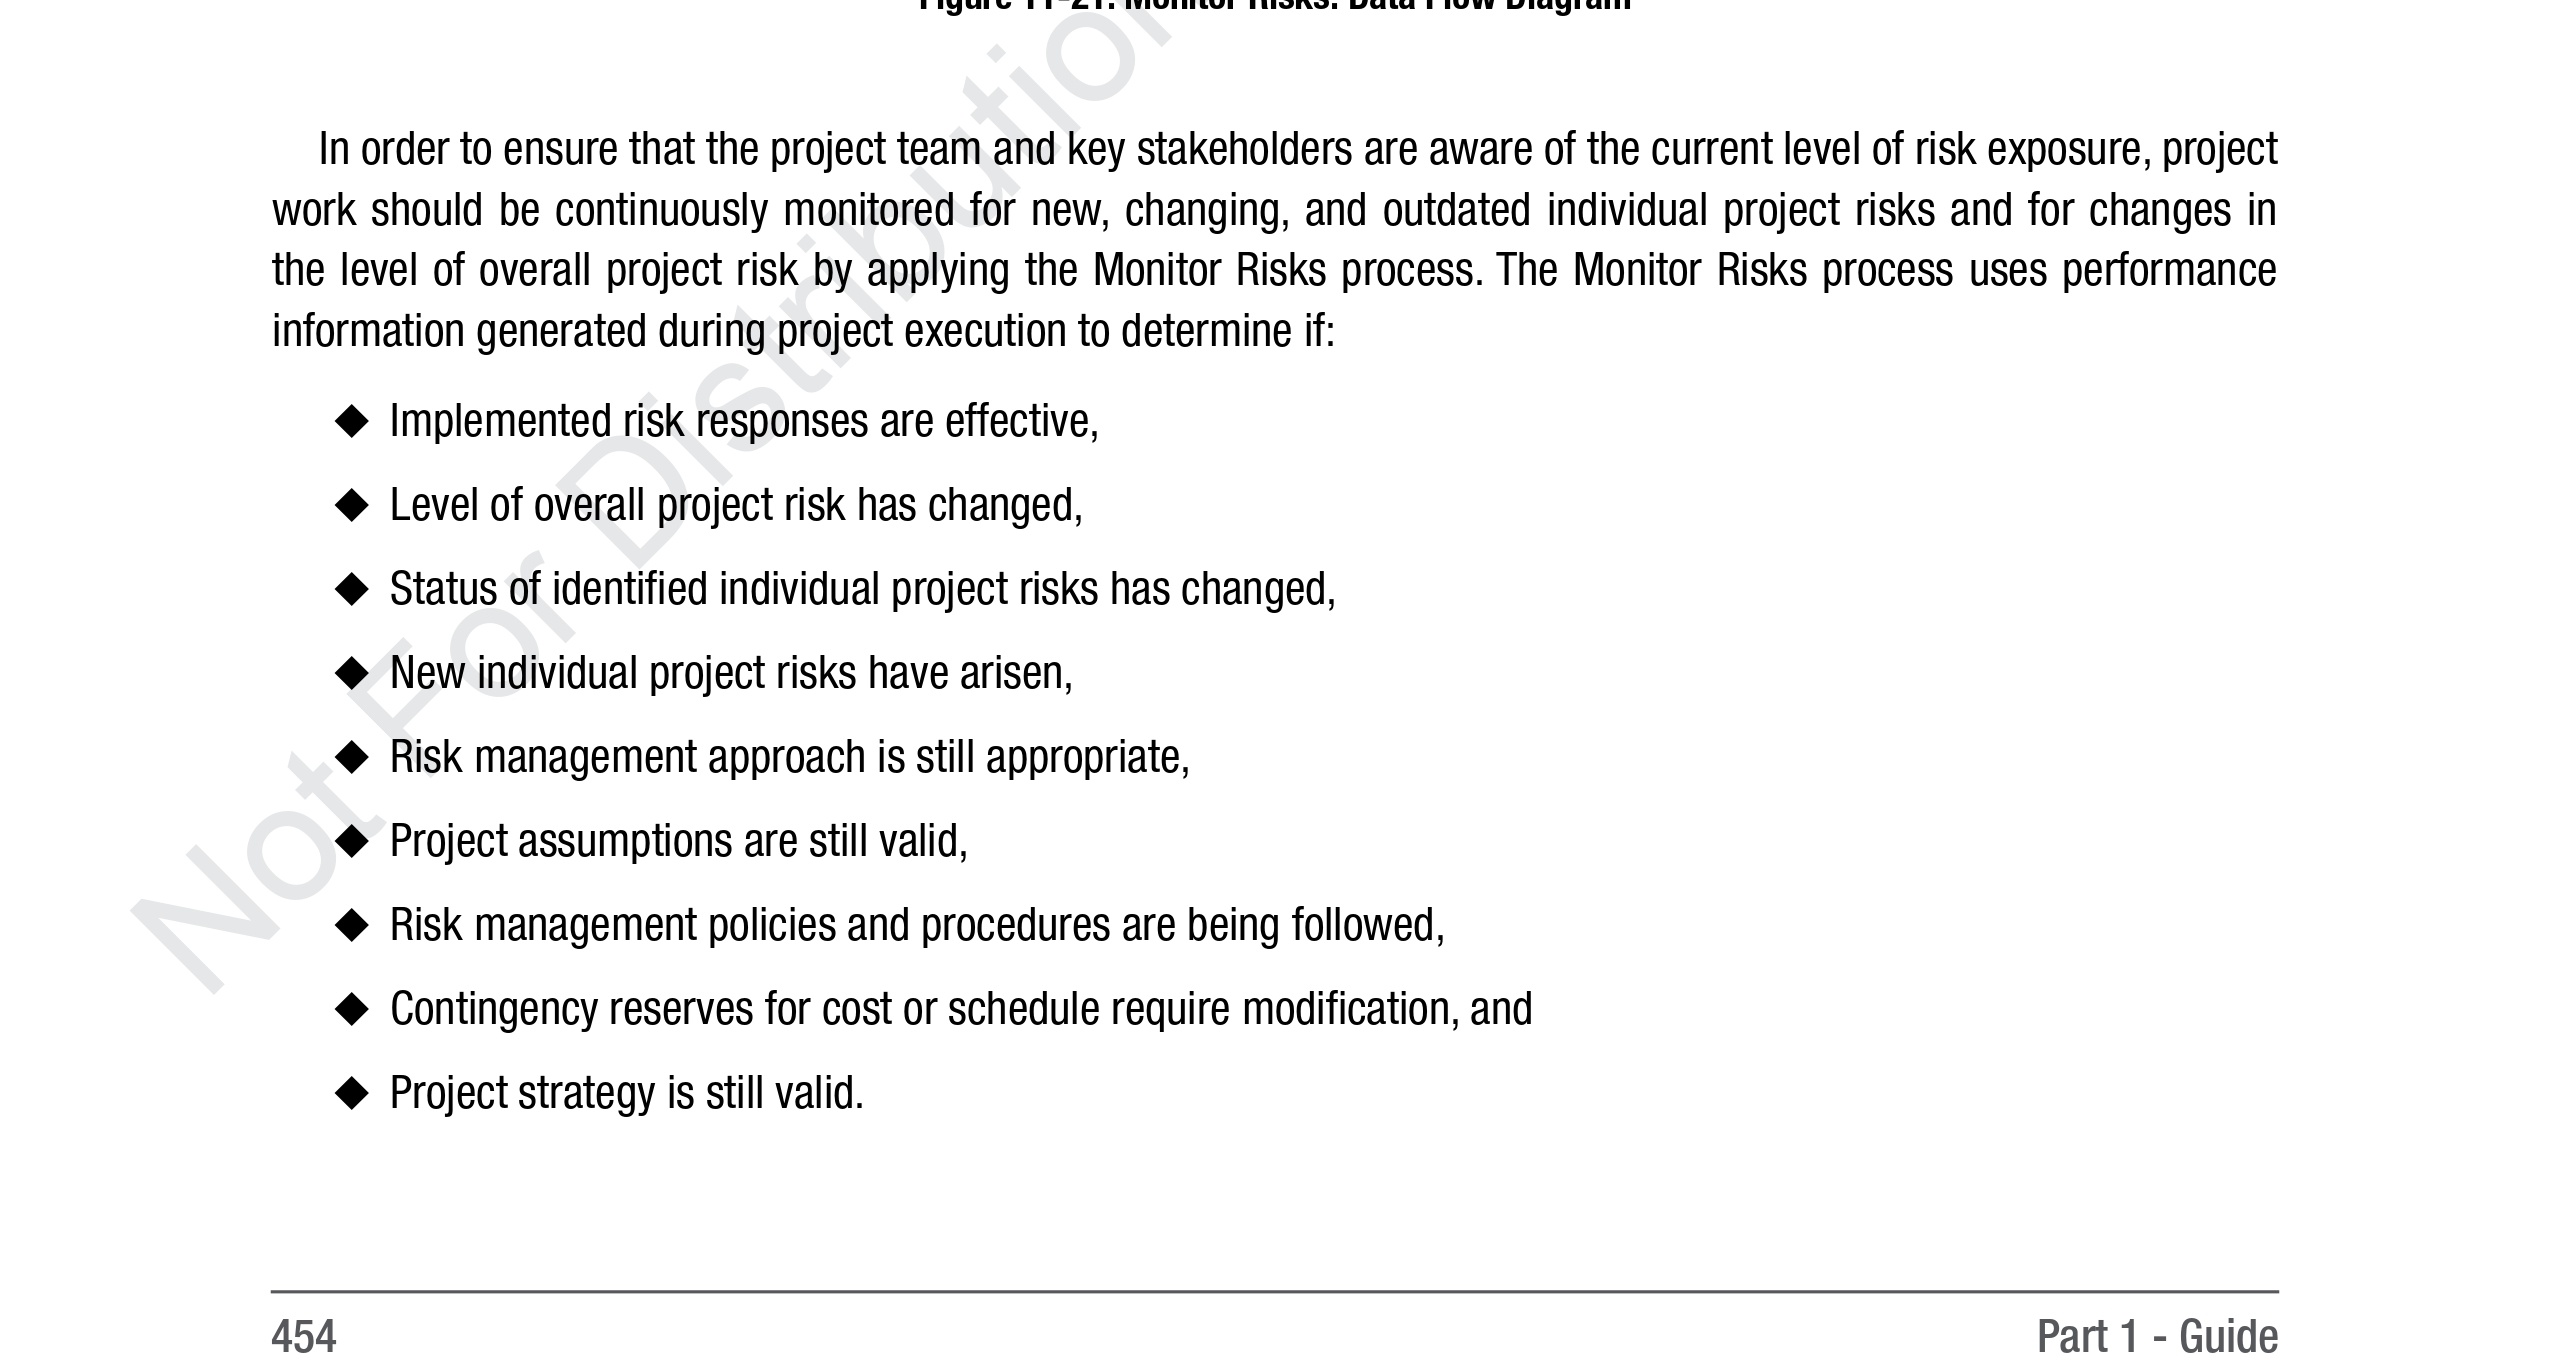 Figure 11-21. Monitor Risks: Data Flow Diagram
In order to ensure that the project team and key stakeholders are aware of the current level of risk exposure, project
work should be continuously monitored for new, changing, and outdated individual project risks and for changes in
the level of overall project risk by applying the Monitor Risks process. The Monitor Risks process uses performance
information generated during project execution to determine if:
◆ Implemented risk responses are effective,
◆ Level of overall project risk has changed,
◆ Status of identified individual project risks has changed,
◆ New individual project risks have arisen,
◆ Risk management approach is still appropriate,
◆ Project assumptions are still valid,
◆ Risk management policies and procedures are being followed,
◆ Contingency reserves for cost or schedule require modification, and
◆ Project strategy is still valid.
Not For Distribution
454
Part 1 - Guide